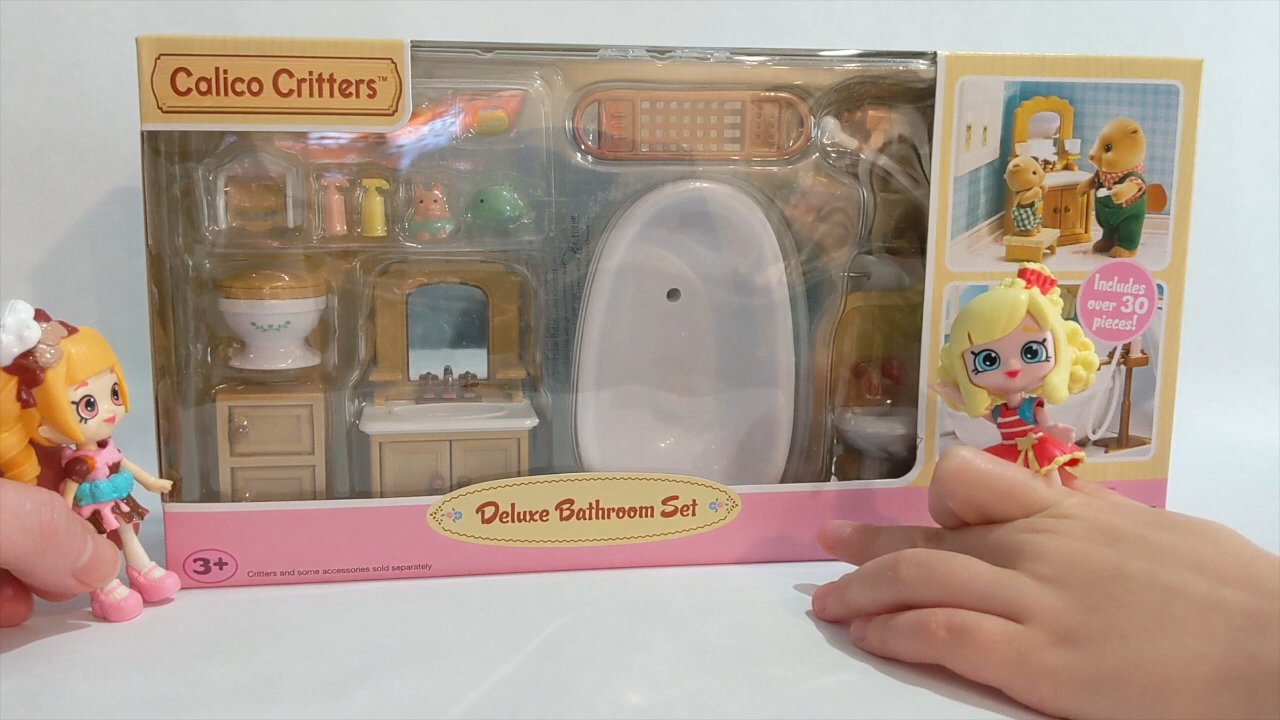 Calico Critters™
Includes
over 30
pieces!
Deluxe Bathroom Set
3+
Critters and some accessories sold separately